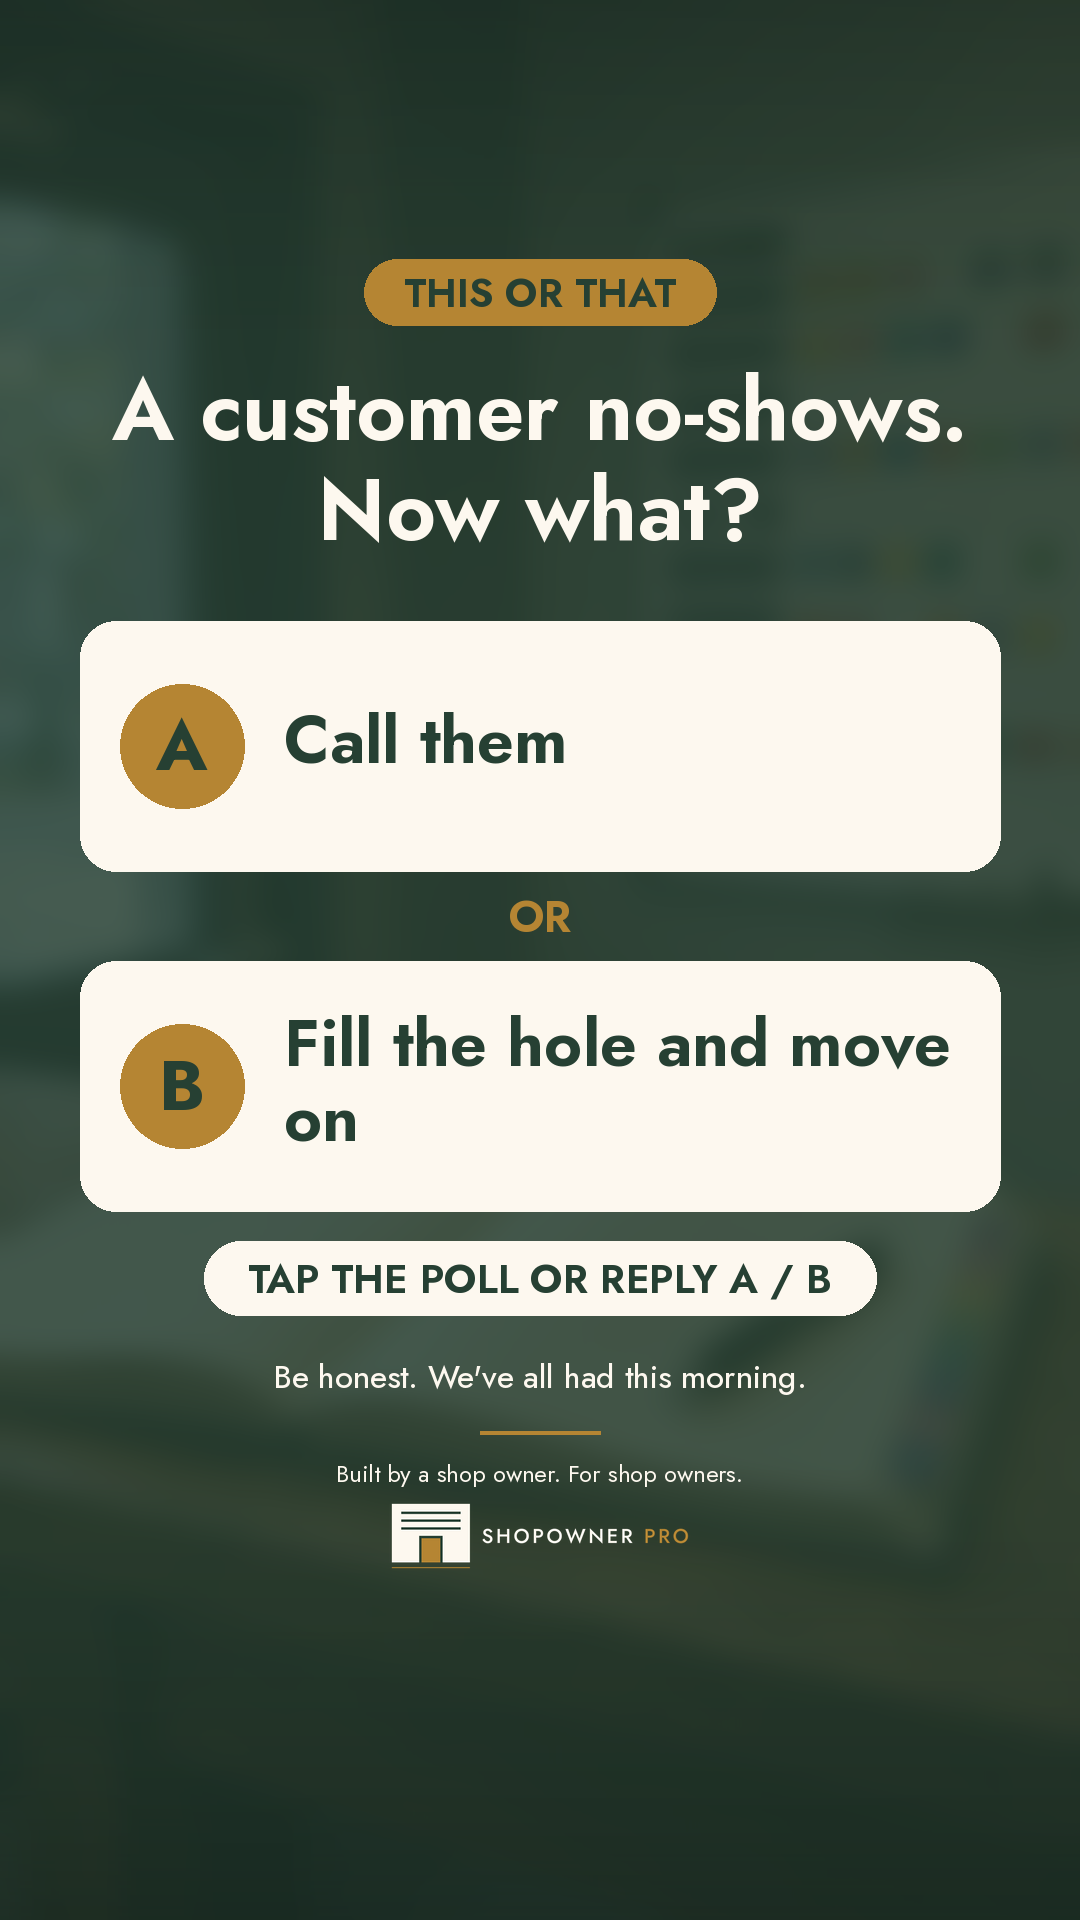 THIS OR THAT
A customer no-shows.
Now what?
A
Call them
OR
B
Fill the hole and move
on
TAP THE POLL OR REPLY A / B
Be honest. We've all had this morning.
Built by a shop owner. For shop owners.
SHOPOWNER PRO